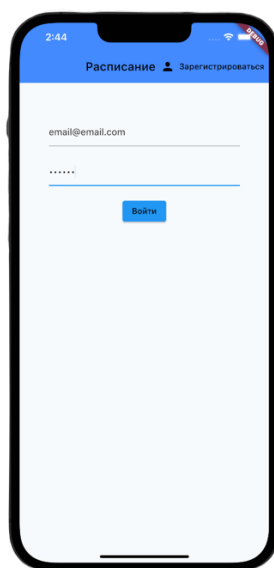 2:44
DEBUG
Расписание Зарегистрироваться
email@email.com
••••••
Войти